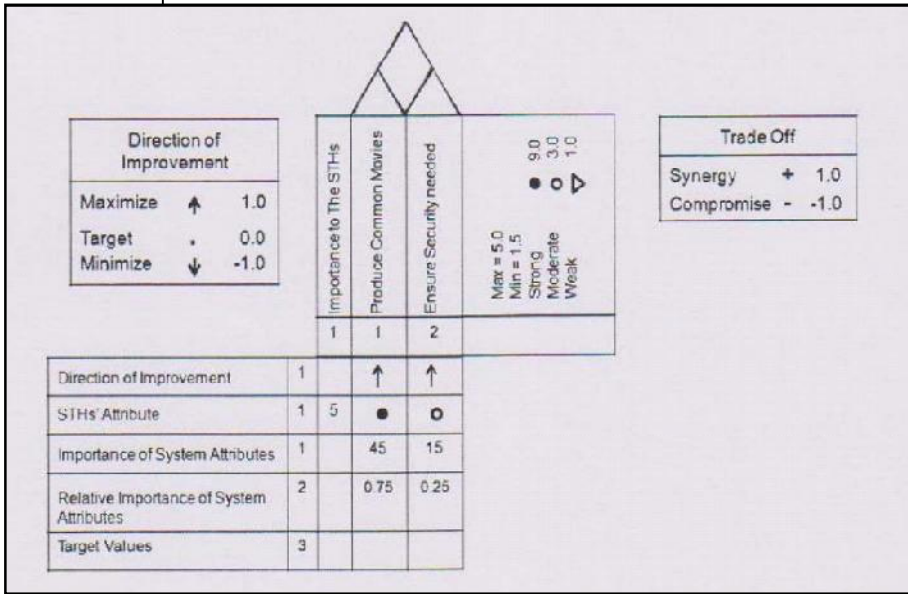 Direction of
Improvement
Maximize ↑ 1.0
Target . 0.0
Minimize ↓ -1.0
Importance to The STHs
Produce Common Movies
Ensure Security needed
Max = 5.0
Min = 1.5
Strong ● 9.0
Moderate ○ 3.0
Weak ▷ 1.0
Trade Off
Synergy + 1.0
Compromise - -1.0
1 1 2
Direction of Improvement 1 ↑ ↑
STHs' Attribute 1 5 ● ○
Importance of System Attributes 1 45 15
Relative Importance of System 2 0.75 0.25
Attributes
Target Values 3